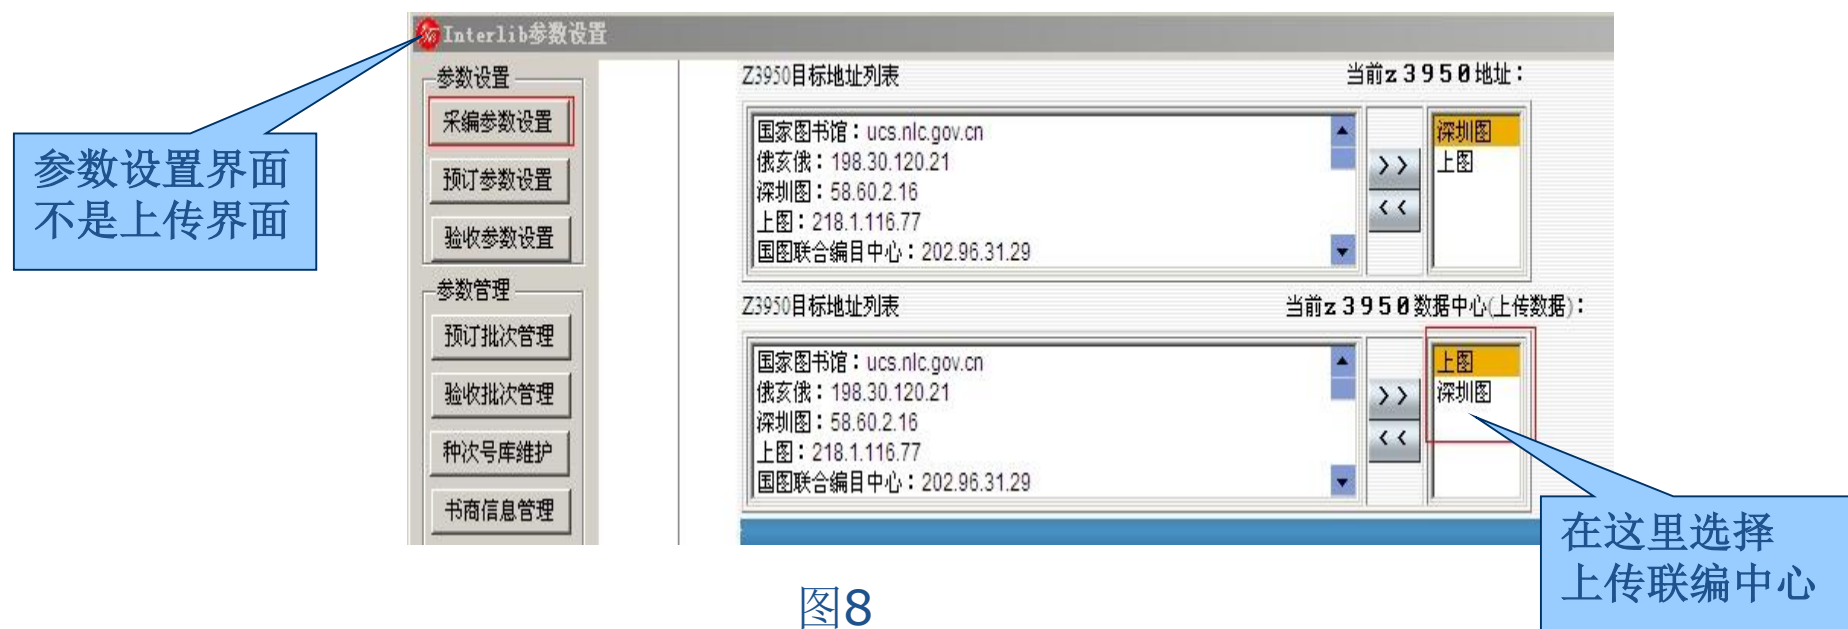 Interlib参数设置
参数设置
采编参数设置
预订参数设置
验收参数设置
参数管理
预订批次管理
验收批次管理
种次号库维护
书商信息管理
参数设置界面
不是上传界面
Z3950目标地址列表
当前z3950地址：
国家图书馆：ucs.nlc.gov.cn
俄亥俄：198.30.120.21
深圳图：58.60.2.16
上图：218.1.116.77
国图联合编目中心：202.96.31.29
>>
<<
深圳图
上图
Z3950目标地址列表
当前z3950数据中心(上传数据)：
国家图书馆：ucs.nlc.gov.cn
俄亥俄：198.30.120.21
深圳图：58.60.2.16
上图：218.1.116.77
国图联合编目中心：202.96.31.29
>>
<<
上图
深圳图
在这里选择
上传联编中心
图8